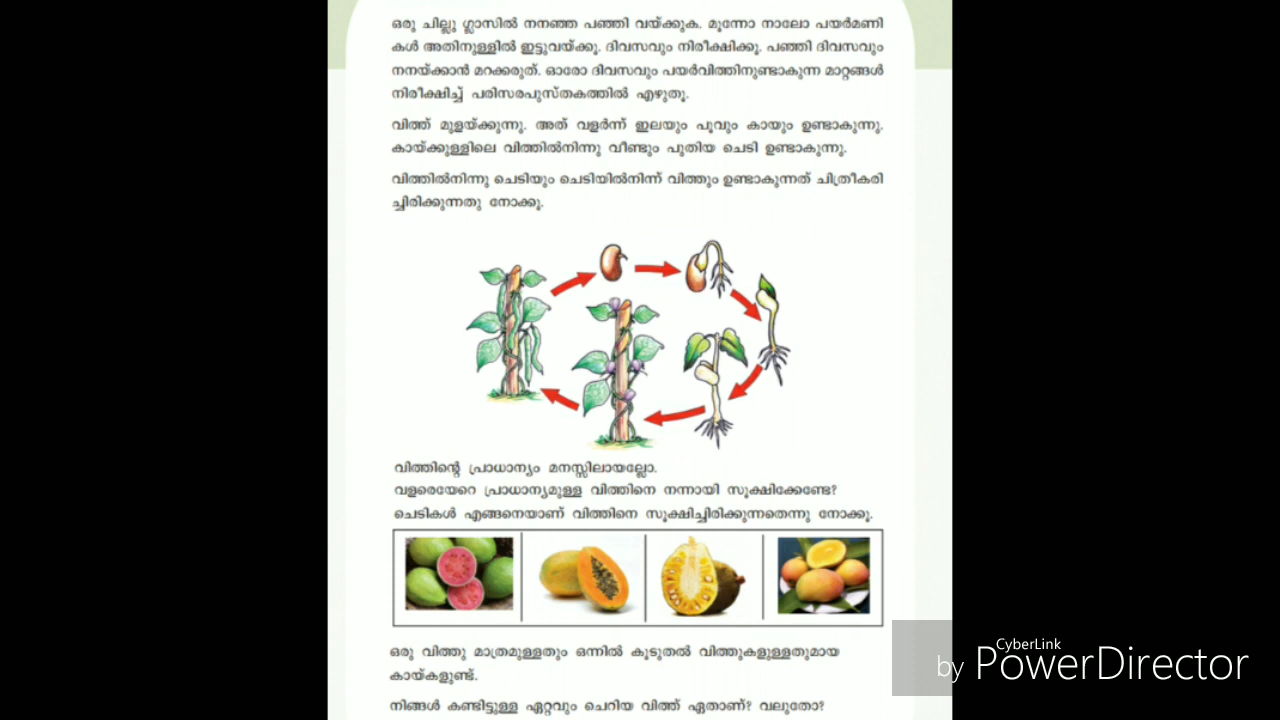 ഒരു ചില്ലു ഗ്ലാസിൽ നനഞ്ഞ പഞ്ഞി വയ്ക്കുക. മൂന്നോ നാലോ പയർമണി
കൾ അതിനുള്ളിൽ ഇട്ടുവയ്ക്കൂ. ദിവസവും നിരീക്ഷിക്കൂ. പഞ്ഞി ദിവസവും
നനയ്ക്കാൻ മറക്കരുത്. ഓരോ ദിവസവും പയർവിത്തിനുണ്ടാകുന്ന മാറ്റങ്ങൾ
നിരീക്ഷിച്ച് പരിസരപുസ്തകത്തിൽ എഴുതൂ.
വിത്ത് മുളയ്ക്കുന്നു. അത് വളർന്ന് ഇലയും പൂവും കായും ഉണ്ടാകുന്നു.
കായ്ക്കുള്ളിലെ വിത്തിൽനിന്നു വീണ്ടും പുതിയ ചെടി ഉണ്ടാകുന്നു.
വിത്തിൽനിന്നു ചെടിയും ചെടിയിൽനിന്ന് വിത്തും ഉണ്ടാകുന്നത് ചിത്രീകരി
ച്ചിരിക്കുന്നതു നോക്കൂ.
വിത്തിന്റെ പ്രാധാന്യം മനസ്സിലായല്ലോ.
വളരെയേറെ പ്രാധാന്യമുള്ള വിത്തിനെ നന്നായി സൂക്ഷിക്കേണ്ടേ?
ചെടികൾ എങ്ങനെയാണ് വിത്തിനെ സൂക്ഷിച്ചിരിക്കുന്നതെന്നു നോക്കൂ.
ഒരു വിത്തു മാത്രമുള്ളതും ഒന്നിൽ കൂടുതൽ വിത്തുകളുള്ളതുമായ
കായ്കളുണ്ട്.
നിങ്ങൾ കണ്ടിട്ടുള്ള ഏറ്റവും ചെറിയ വിത്ത് ഏതാണ്? വലുതോ?
CyberLink
by PowerDirector